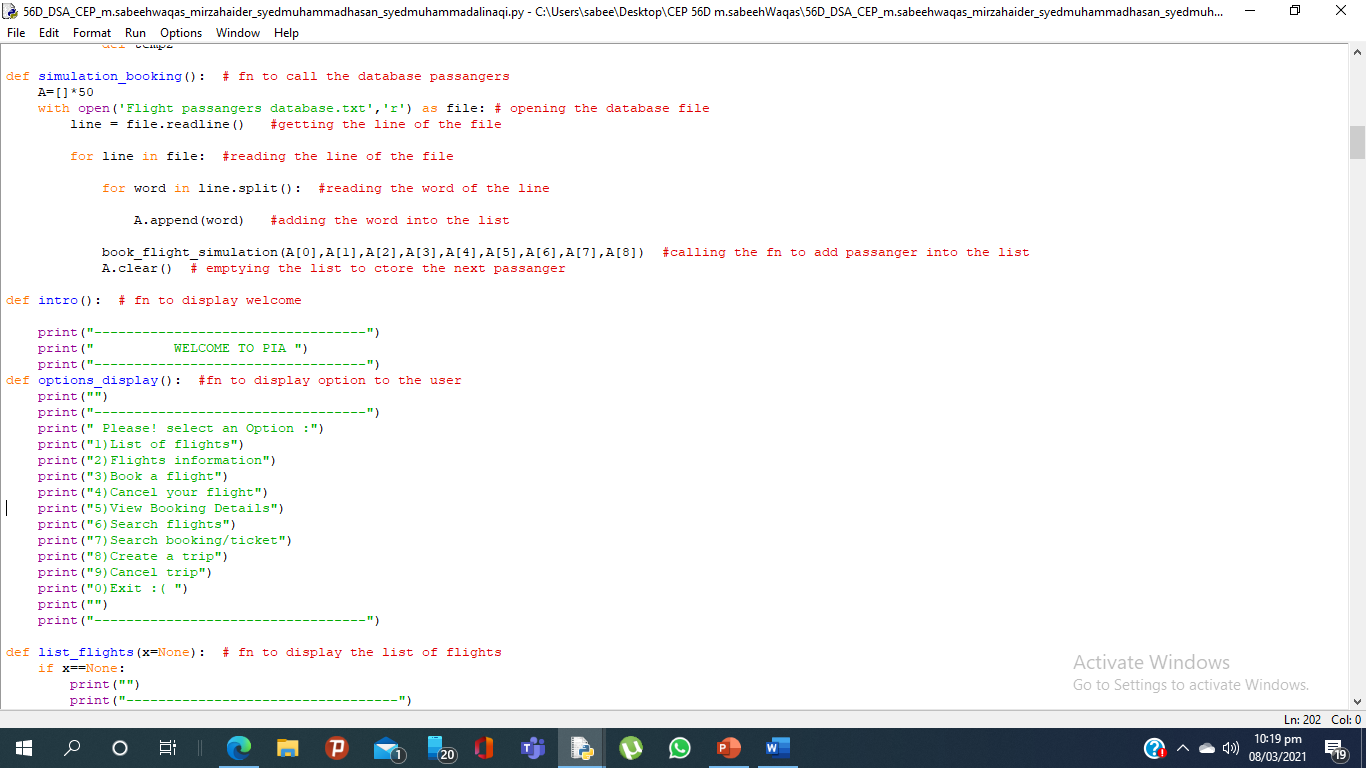 56D_DSA_CEP_m.sabeehwaqas_mirzahaider_syedmuhammadhasan_syedmuhammadalinaqi.py - C:\Users\sabee\Desktop\CEP 56D m.sabeehWaqas\56D_DSA_CEP_m.sabeehwaqas_mirzahaider_syedmuhammadhasan_syedmuh...
File Edit Format Run Options Window Help
del temp2
def simulation_booking():  # fn to call the database passangers
    A=[]*50
    with open('Flight passangers database.txt','r') as file: # opening the database file
        line = file.readline()   #getting the line of the file
        for line in file:  #reading the line of the file
            for word in line.split():  #reading the word of the line
                A.append(word)   #adding the word into the list
            book_flight_simulation(A[0],A[1],A[2],A[3],A[4],A[5],A[6],A[7],A[8])  #calling the fn to add passanger into the list
            A.clear()  # emptying the list to ctore the next passanger
def intro():  # fn to display welcome
    print("----------------------------------")
    print("          WELCOME TO PIA ")
    print("----------------------------------")
def options_display():  #fn to display option to the user
    print("")
    print("----------------------------------")
    print(" Please! select an Option :")
    print("1)List of flights")
    print("2)Flights information")
    print("3)Book a flight")
    print("4)Cancel your flight")
    print("5)View Booking Details")
    print("6)Search flights")
    print("7)Search booking/ticket")
    print("8)Create a trip")
    print("9)Cancel trip")
    print("0)Exit :( ")
    print("")
    print("----------------------------------")
def list_flights(x=None):  # fn to display the list of flights
    if x==None:
        print("")
        print("----------------------------------")
Activate Windows
Go to Settings to activate Windows.
Ln: 202 Col: 0
1
20
10:19 pm
08/03/2021
19